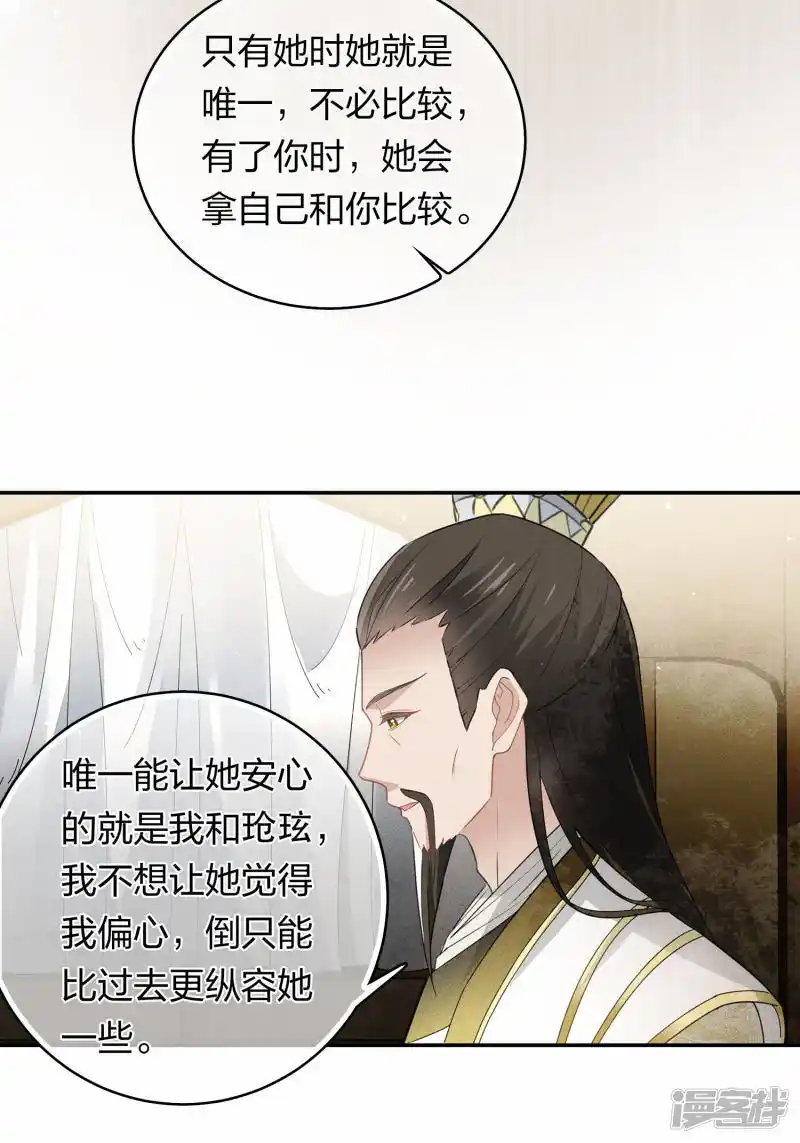 只有她时她就是
唯一，不必比较，
有了你时，她会
拿自己和你比较。
唯一能让她安心
的就是我和玱玹，
我不想让她觉得
我偏心，倒只能
比过去更纵容她
一些。
漫客栈